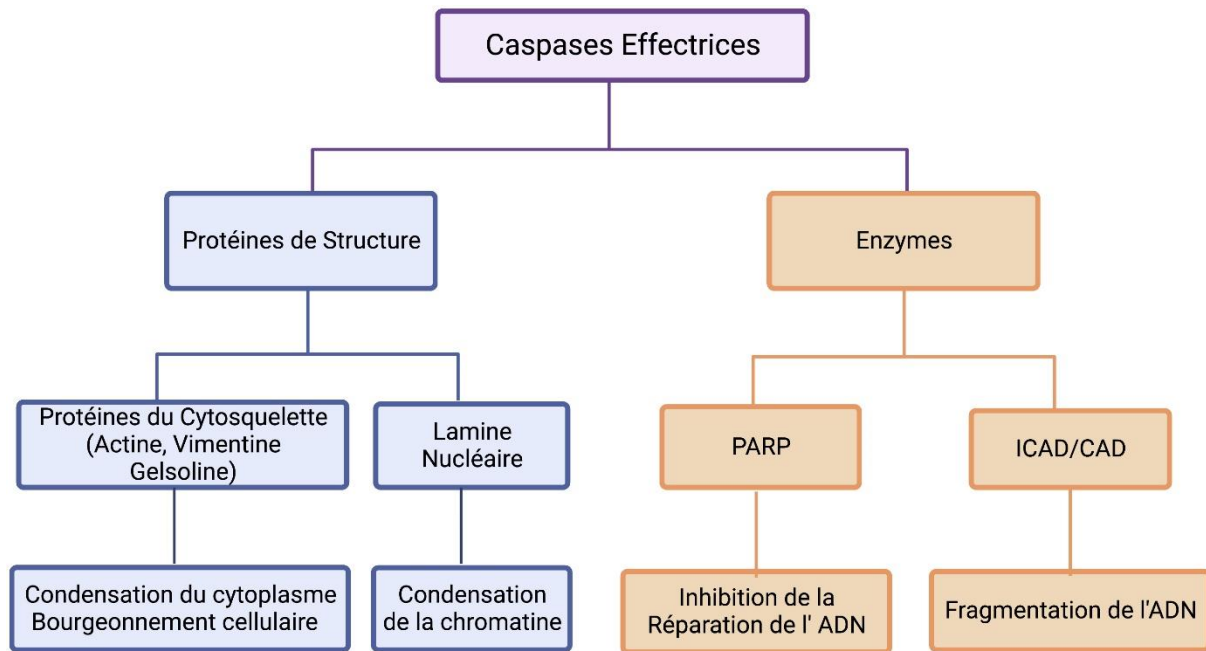 Caspases Effectrices
Protéines de Structure
Enzymes
Protéines du Cytosquelette
(Actine, Vimentine
Gelsoline)
Lamine
Nucléaire
PARP
ICAD/CAD
Condensation du cytoplasme
Bourgeonnement cellulaire
Condensation
de la chromatine
Inhibition de la
Réparation de l' ADN
Fragmentation de l'ADN